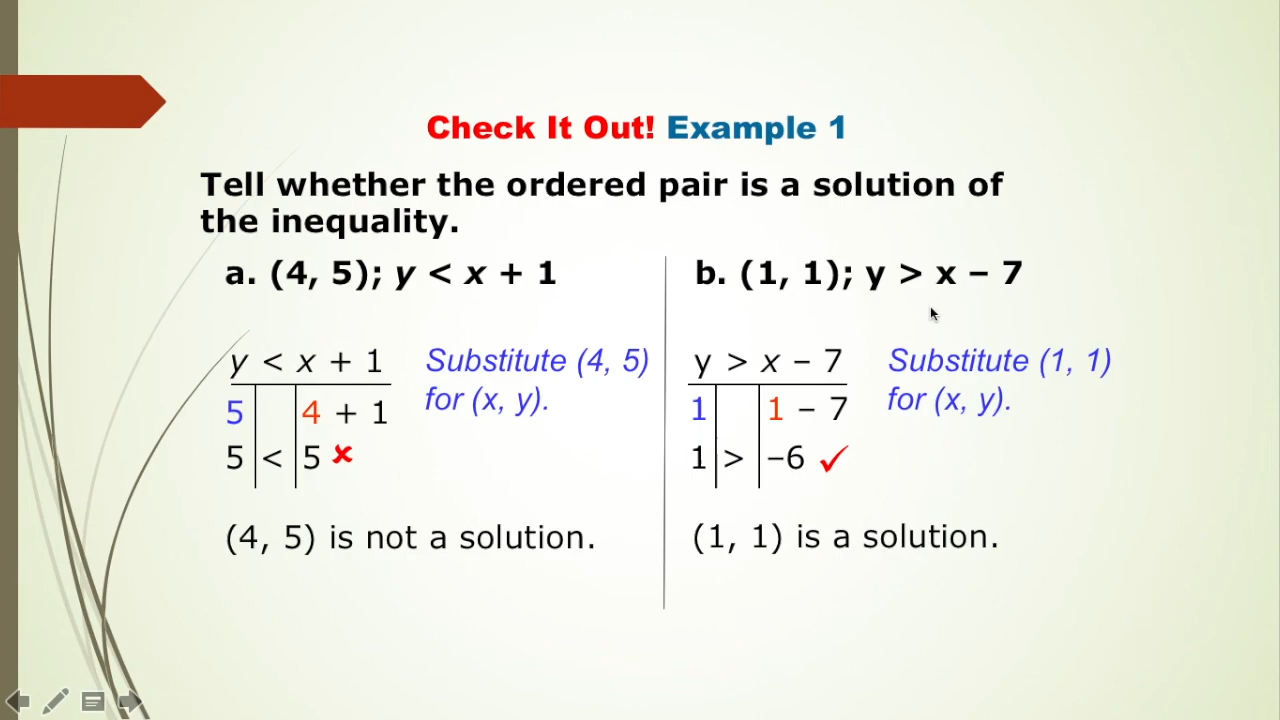 Check It Out! Example 1
Tell whether the ordered pair is a solution of
the inequality.
a. (4, 5); y < x + 1
y < x + 1
Substitute (4, 5)
for (x, y).
5 4 + 1
5 < 5 ✘
(4, 5) is not a solution.
b. (1, 1); y > x – 7
y > x – 7
Substitute (1, 1)
for (x, y).
1 1 – 7
1 > –6 ✓
(1, 1) is a solution.